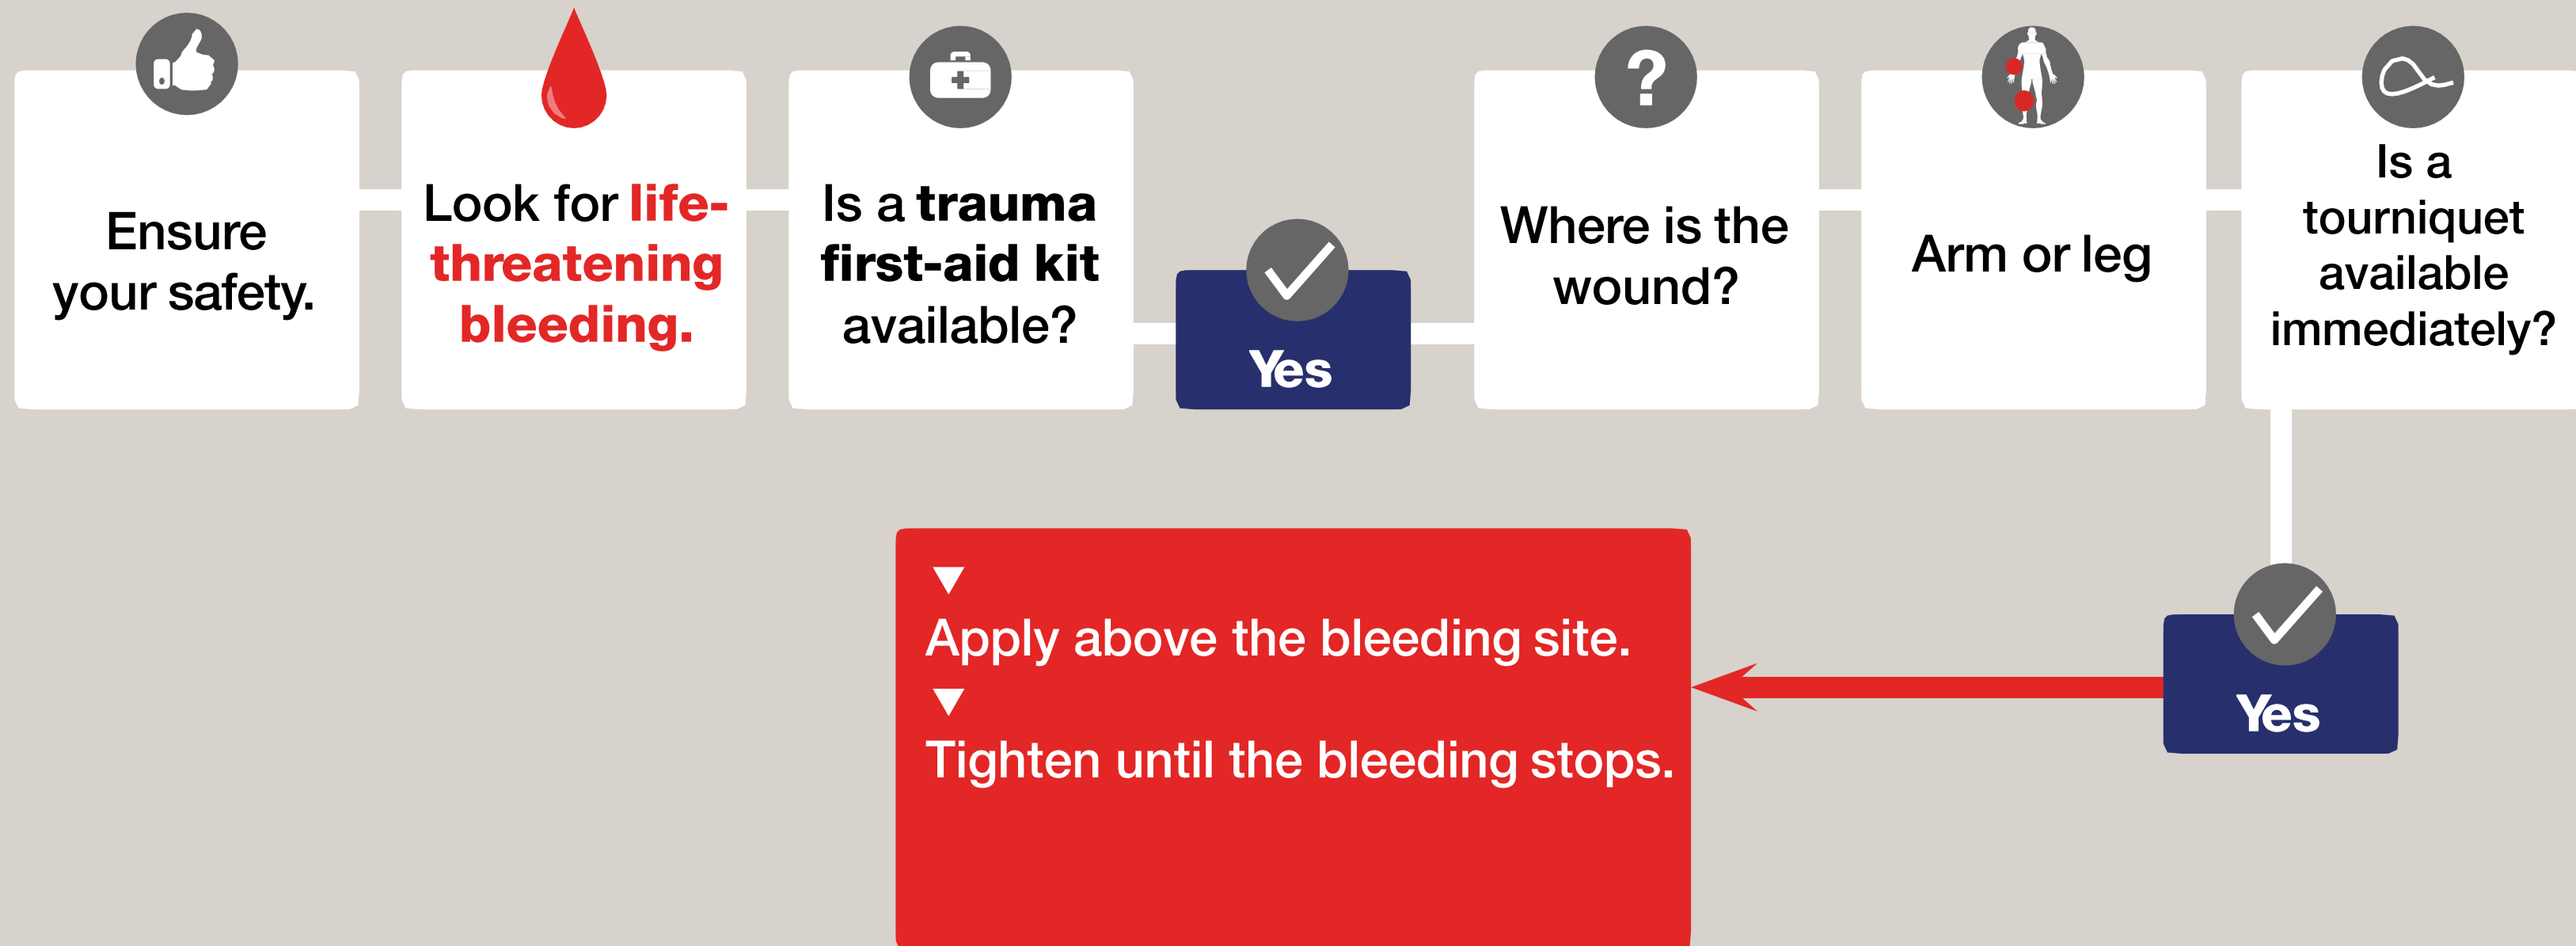 Ensure
your safety.
Look for life-
threatening
bleeding.
Is a trauma
first-aid kit
available?
Yes
Where is the
wound?
Arm or leg
Is a
tourniquet
available
immediately?
Yes
Apply above the bleeding site.
Tighten until the bleeding stops.